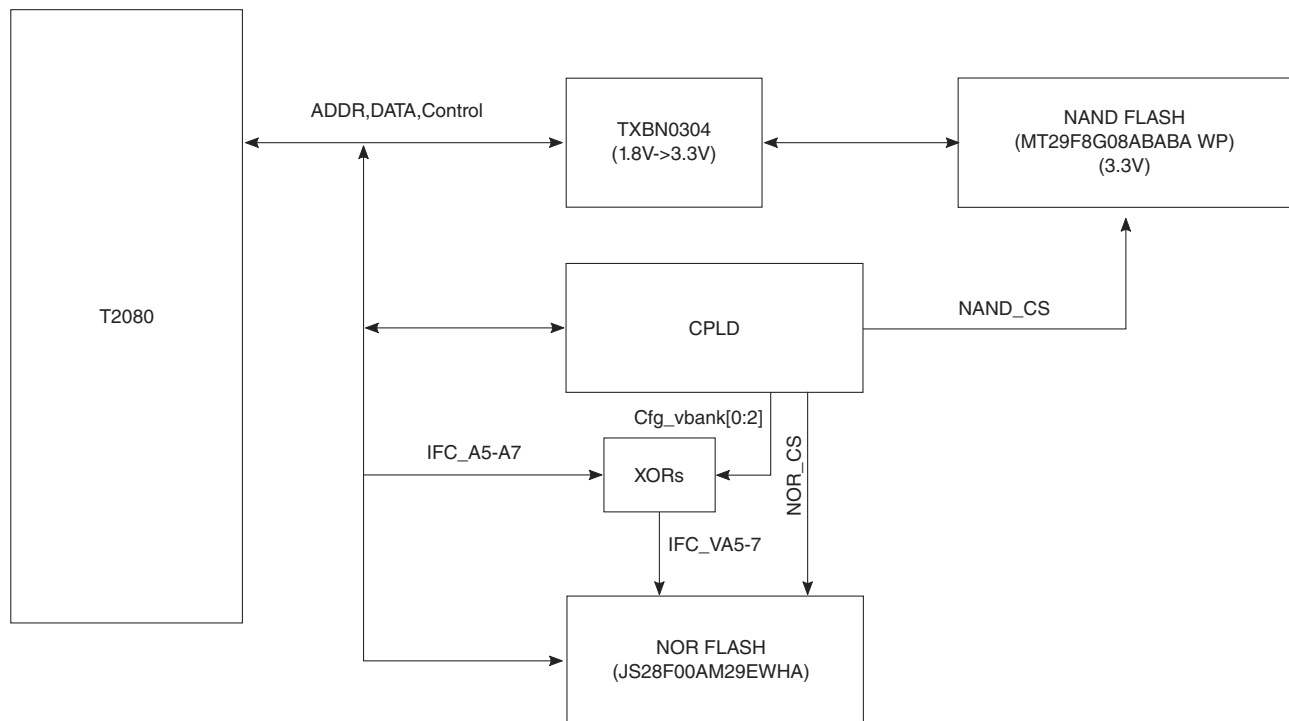 T2080
ADDR,DATA,Control
TXBN0304
(1.8V->3.3V)
NAND FLASH
(MT29F8G08ABABA WP)
(3.3V)
CPLD
NAND_CS
Cfg_vbank[0:2]
NOR_CS
IFC_A5-A7
XORs
IFC_VA5-7
NOR FLASH
(JS28F00AM29EWHA)